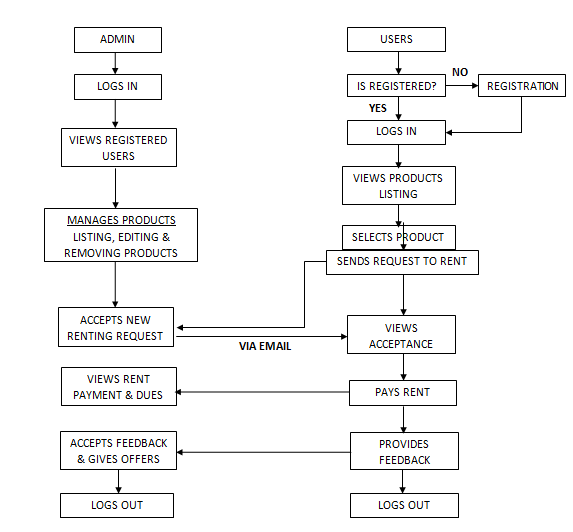 ADMIN
LOGS IN
VIEWS REGISTERED
USERS
MANAGES PRODUCTS
LISTING, EDITING &
REMOVING PRODUCTS
ACCEPTS NEW
RENTING REQUEST
VIEWS RENT
PAYMENT & DUES
ACCEPTS FEEDBACK
& GIVES OFFERS
LOGS OUT
USERS
IS REGISTERED?
NO
REGISTRATION
YES
LOGS IN
VIEWS PRODUCTS
LISTING
SELECTS PRODUCT
SENDS REQUEST TO RENT
VIA EMAIL
VIEWS
ACCEPTANCE
PAYS RENT
PROVIDES
FEEDBACK
LOGS OUT